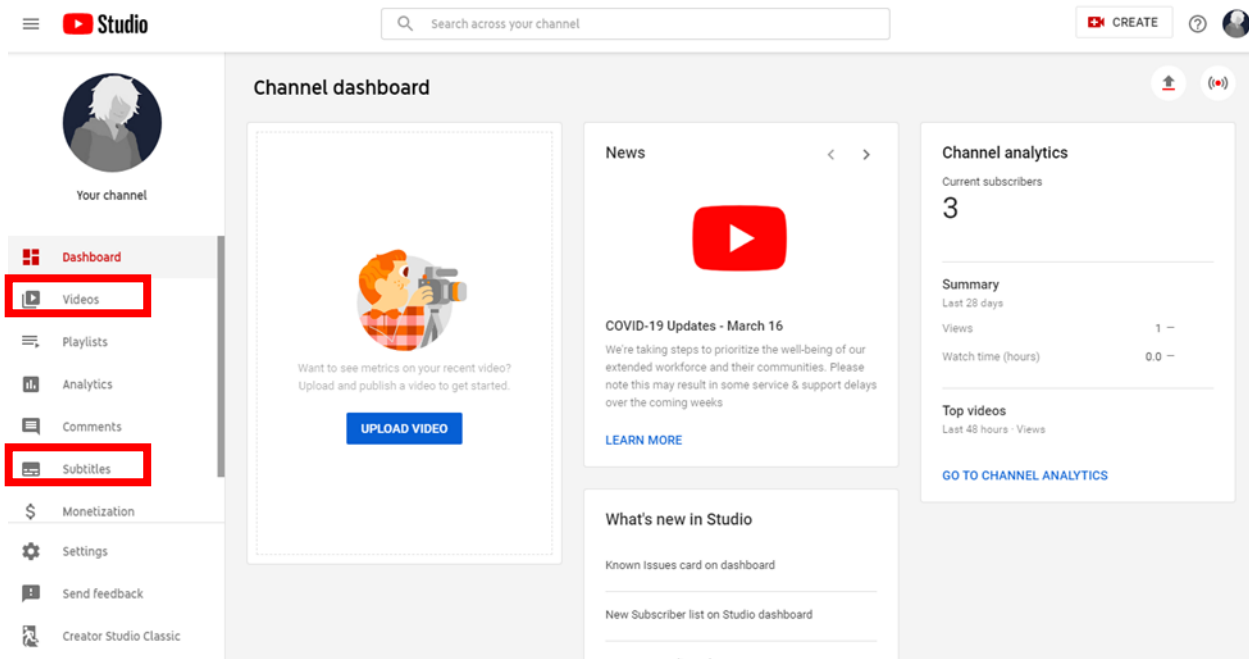 Studio
Search across your channel
CREATE
Your channel
Dashboard
Videos
Playlists
Analytics
Comments
Subtitles
Monetization
Settings
Send feedback
Creator Studio Classic
Channel dashboard
Want to see metrics on your recent video?
Upload and publish a video to get started.
UPLOAD VIDEO
News
COVID-19 Updates - March 16
We're taking steps to prioritize the well-being of our
extended workforce and their communities. Please
note this may result in some service & support delays
over the coming weeks
LEARN MORE
What's new in Studio
Known Issues card on dashboard
New Subscriber list on Studio dashboard
Channel analytics
Current subscribers
3
Summary
Last 28 days
Views 1 —
Watch time (hours) 0.0 —
Top videos
Last 48 hours · Views
GO TO CHANNEL ANALYTICS